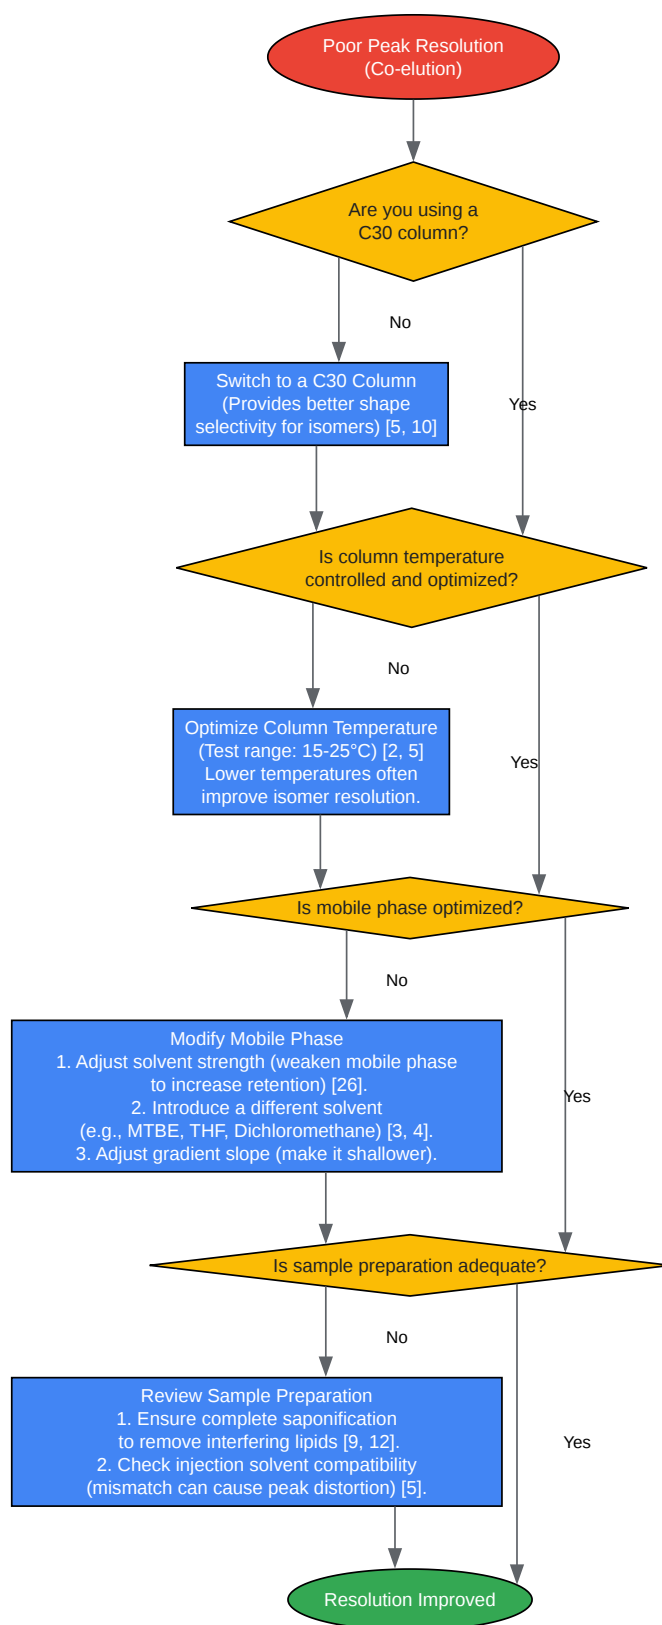 Poor Peak Resolution
(Co-elution)
Are you using a
C30 column?
No
Switch to a C30 Column
(Provides better shape
selectivity for isomers) [5, 10]
Yes
Is column temperature
controlled and optimized?
No
Optimize Column Temperature
(Test range: 15-25°C) [2, 5]
Lower temperatures often
improve isomer resolution.
Yes
Is mobile phase optimized?
No
Modify Mobile Phase
1. Adjust solvent strength (weaken mobile phase
to increase retention) [26].
2. Introduce a different solvent
(e.g., MTBE, THF, Dichloromethane) [3, 4].
3. Adjust gradient slope (make it shallower).
Yes
Is sample preparation adequate?
No
Review Sample Preparation
1. Ensure complete saponification
to remove interfering lipids [9, 12].
2. Check injection solvent compatibility
(mismatch can cause peak distortion) [5].
Yes
Resolution Improved